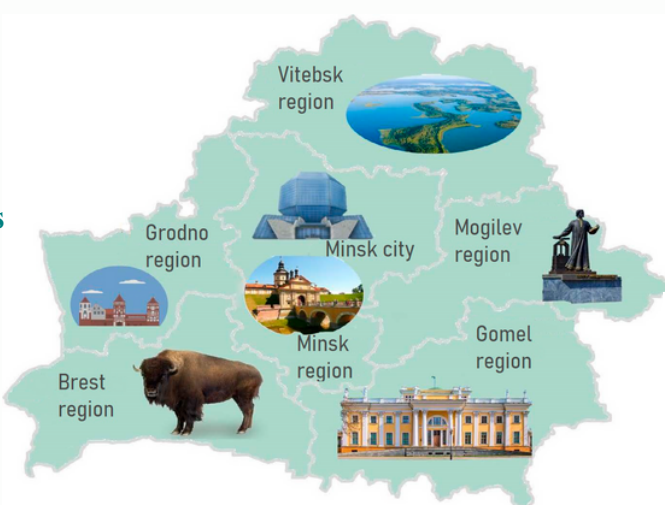 Vitebsk
region
s
Grodno
region
Minsk city
Mogilev
region
Minsk
region
Gomel
region
Brest
region